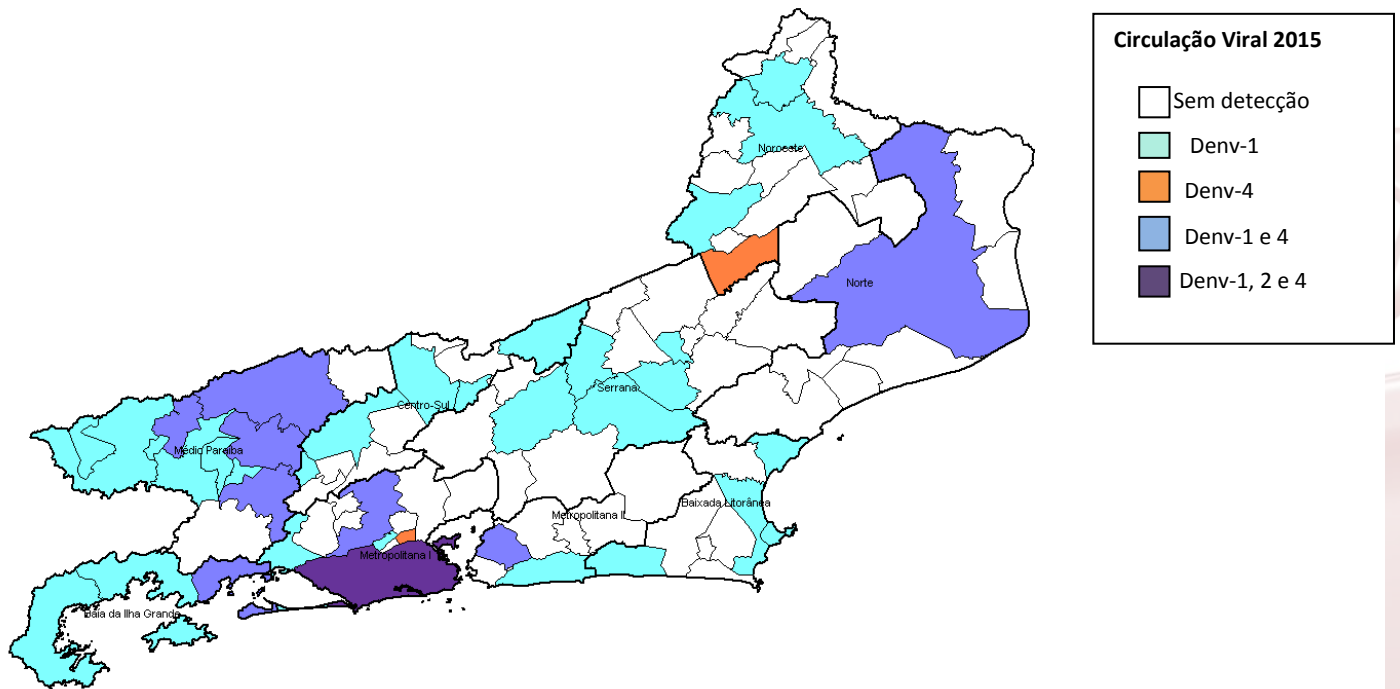 Circulação Viral 2015
Sem detecção
Denv-1
Denv-4
Denv-1 e 4
Denv-1, 2 e 4
Noroeste
Norte
Serrana
Centro-Sul
Médio Paraíba
Baixada Litorânea
Metropolitana II
Metropolitana I
Baía da Ilha Grande